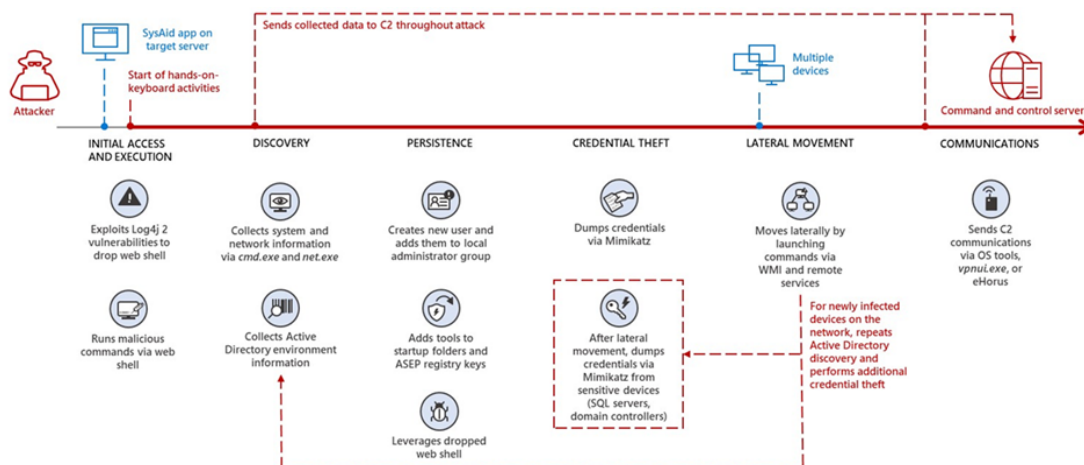 Sends collected data to C2 throughout attack
SysAid app on
target server
Start of hands-on-
keyboard activities
Multiple
devices
Attacker
Command and control server
INITIAL ACCESS
AND EXECUTION
DISCOVERY
PERSISTENCE
CREDENTIAL THEFT
LATERAL MOVEMENT
COMMUNICATIONS
Exploits Log4j 2
vulnerabilities to
drop web shell
Runs malicious
commands via web
shell
Collects system and
network information
via cmd.exe and net.exe
Collects Active
Directory environment
information
Creates new user and
adds them to local
administrator group
Adds tools to
startup folders and
ASEP registry keys
Leverages dropped
web shell
Dumps credentials
via Mimikatz
After lateral
movement, dumps
credentials via
Mimikatz from
sensitive devices
(SQL servers,
domain controllers)
Moves laterally by
launching
commands via
WMI and remote
services
For newly infected
devices on the
network, repeats
Active Directory
discovery and
performs additional
credential theft
Sends C2
communications
via OS tools,
vpnui.exe, or
eHorus